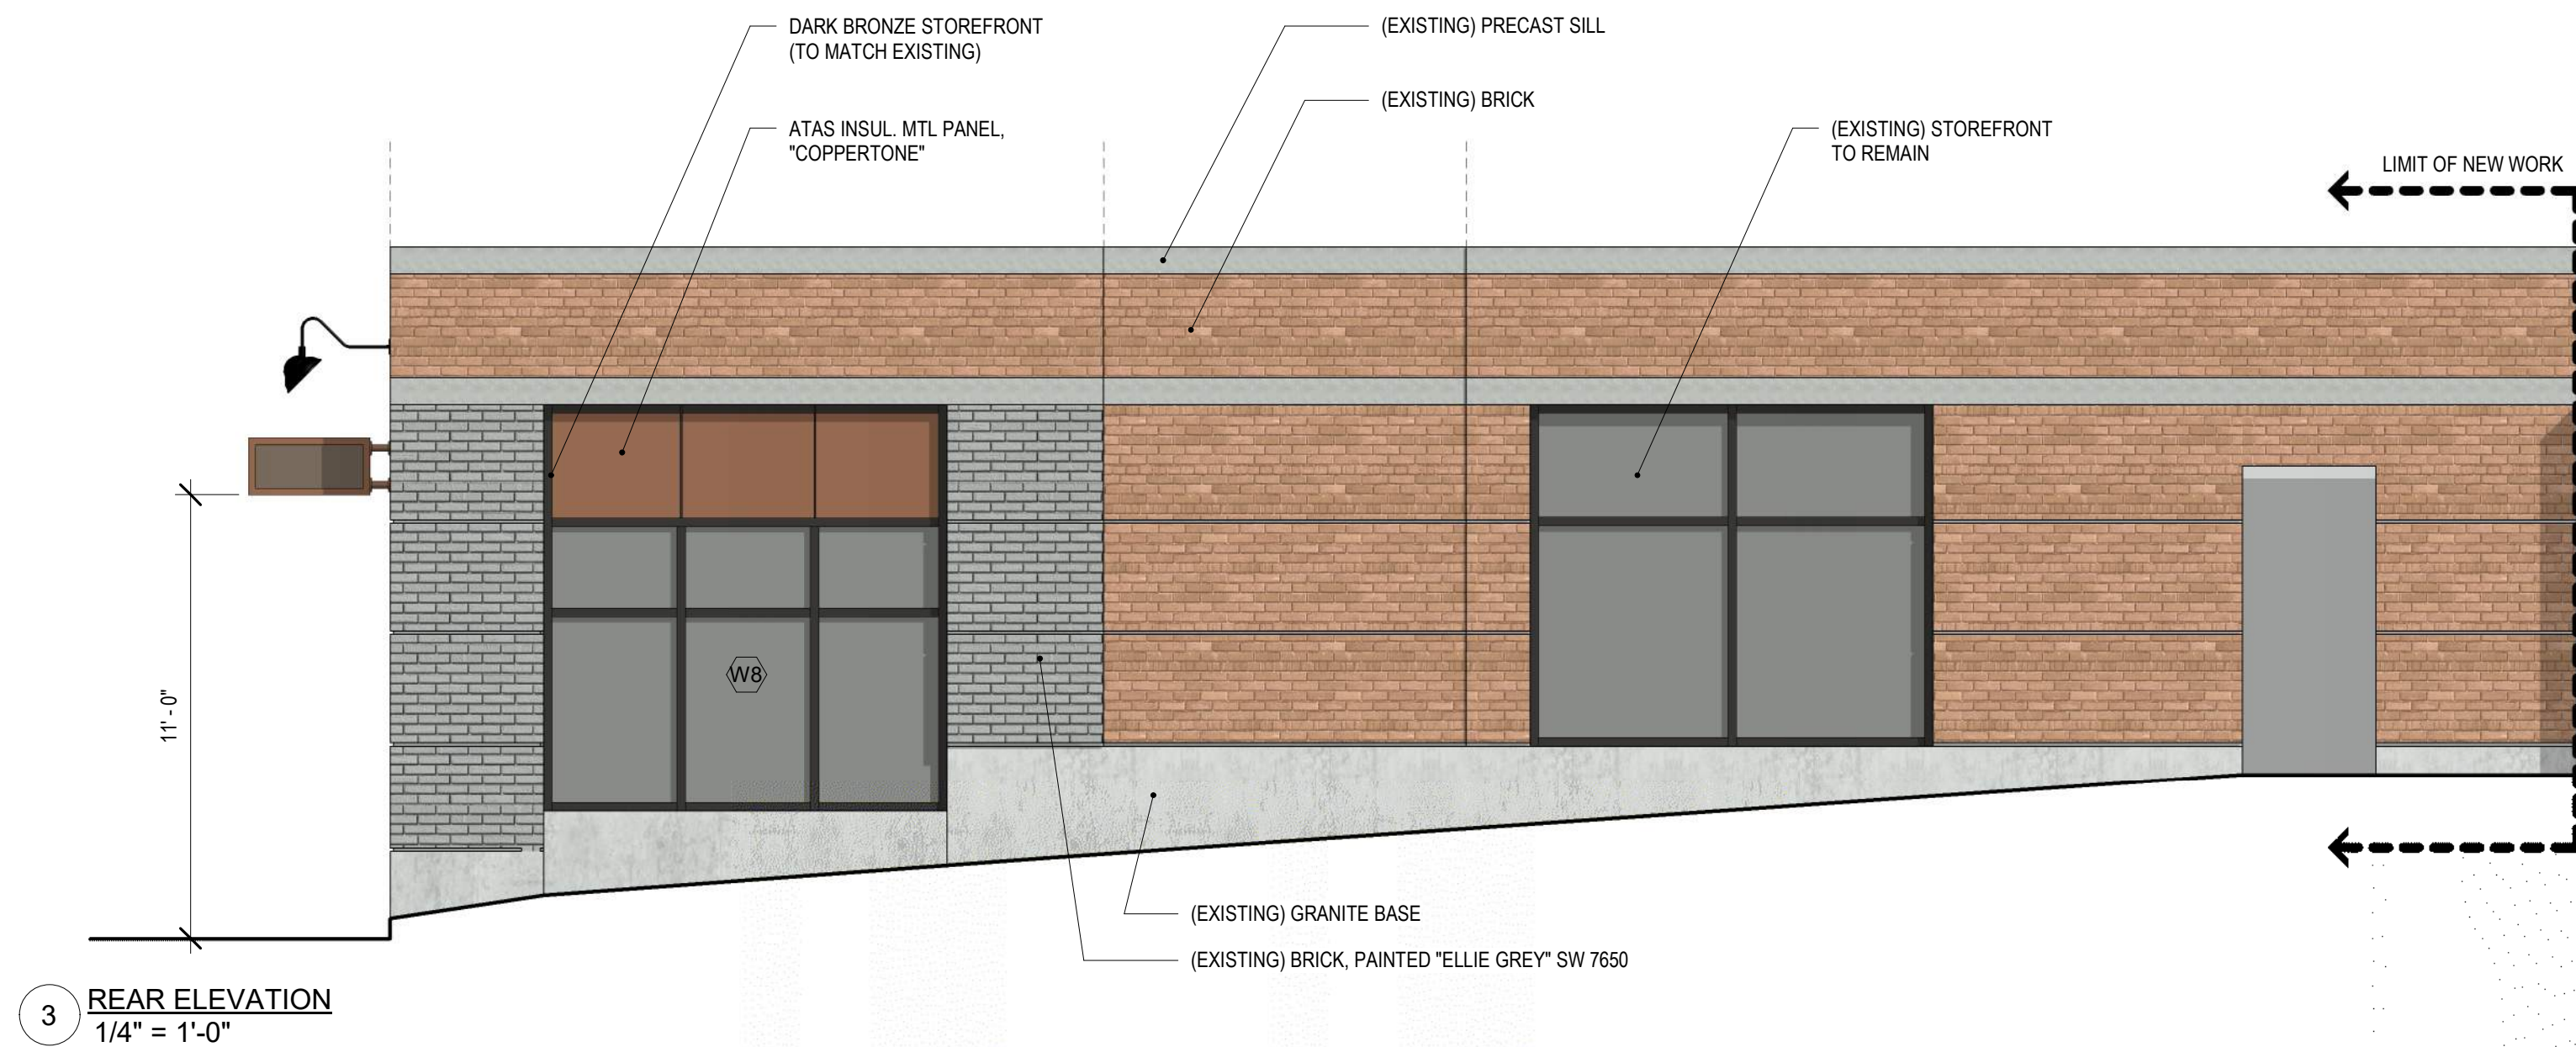 DARK BRONZE STOREFRONT
(TO MATCH EXISTING)
(EXISTING) PRECAST SILL
(EXISTING) BRICK
ATAS INSUL. MTL PANEL,
"COPPERTONE"
(EXISTING) STOREFRONT
TO REMAIN
LIMIT OF NEW WORK
W8
11' - 0"
(EXISTING) GRANITE BASE
(EXISTING) BRICK, PAINTED "ELLIE GREY" SW 7650
3 REAR ELEVATION
1/4" = 1'-0"